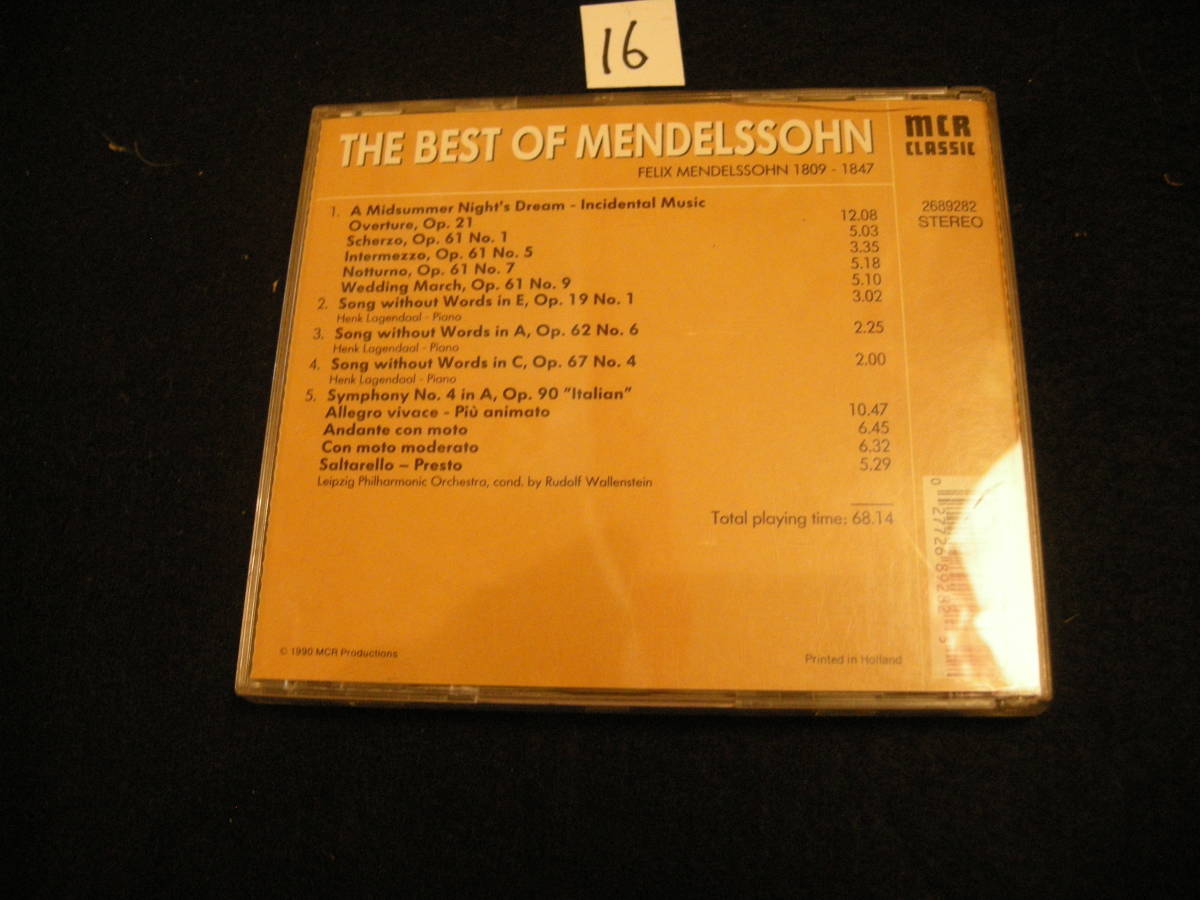 16
THE BEST OF MENDELSSOHN
FELIX MENDELSSOHN 1809 - 1847
MCR
CLASSIC
2689282
STEREO
1. A Midsummer Night's Dream - Incidental Music
Overture, Op. 21 12.08
Scherzo, Op. 61 No. 1 5.03
Intermezzo, Op. 61 No. 5 3.35
Notturno, Op. 61 No. 7 5.18
Wedding March, Op. 61 No. 9 5.10
2. Song without Words in E, Op. 19 No. 1 3.02
Henk Lagendaal - Piano
3. Song without Words in A, Op. 62 No. 6 2.25
Henk Lagendaal - Piano
4. Song without Words in C, Op. 67 No. 4 2.00
Henk Lagendaal - Piano
5. Symphony No. 4 in A, Op. 90 "Italian"
Allegro vivace - Più animato 10.47
Andante con moto 6.45
Con moto moderato 6.32
Saltarello – Presto 5.29
Leipzig Philharmonic Orchestra, cond. by Rudolf Wallenstein
Total playing time: 68.14
© 1990 MCR Productions
Printed in Holland